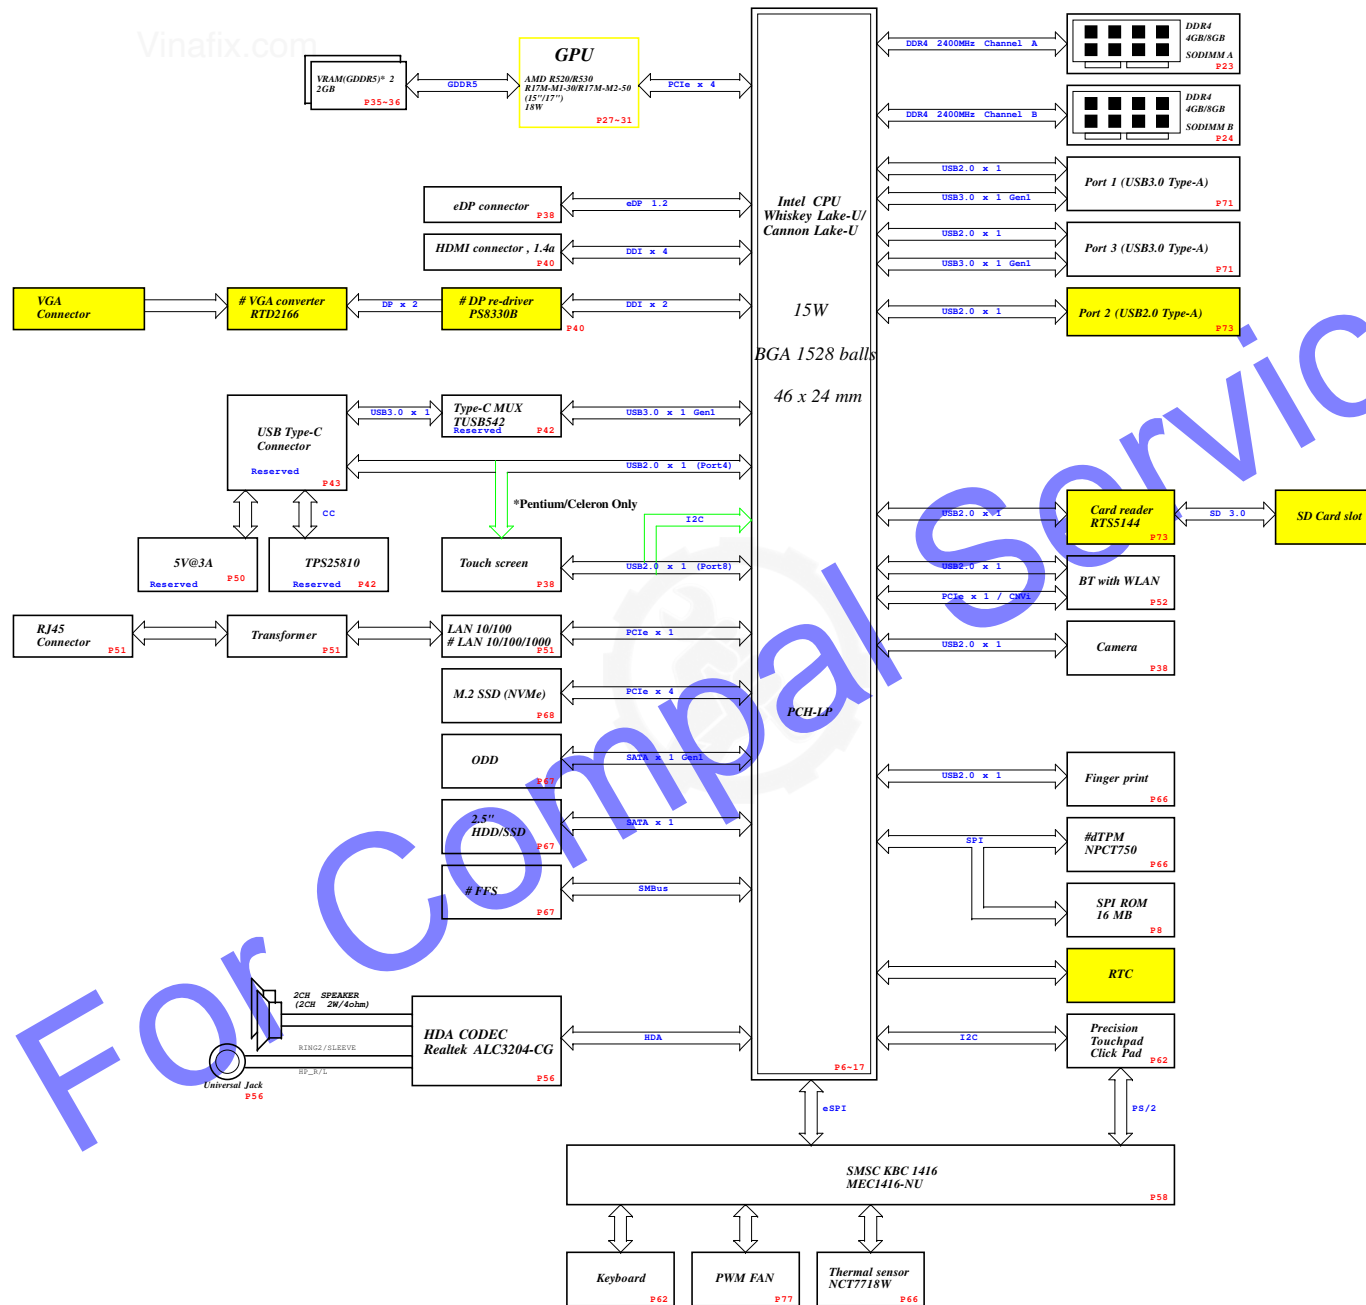 Vinafix.com
VRAM(GDDR5)* 2
2GB
P35~36
GDDR5
GPU
AMD R520/R530
R17M-M1-30/R17M-M2-50
(15"/17")
18W
P27~31
PCIe x 4
DDR4 2400MHz Channel A
DDR4
4GB/8GB
SODIMM A
P23
DDR4 2400MHz Channel B
DDR4
4GB/8GB
SODIMM B
P24
USB2.0 x 1
USB3.0 x 1 Gen1
Port 1 (USB3.0 Type-A)
P71
USB2.0 x 1
USB3.0 x 1 Gen1
Port 3 (USB3.0 Type-A)
P71
USB2.0 x 1
Port 2 (USB2.0 Type-A)
P73
eDP connector
P38
eDP 1.2
HDMI connector , 1.4a
P40
DDI x 4
VGA
Connector
# VGA converter
RTD2166
DP x 2
# DP re-driver
PS8330B
P40
DDI x 2
Intel CPU
Whiskey Lake-U/
Cannon Lake-U
15W
BGA 1528 balls
46 x 24 mm
PCH-LP
P6~17
USB Type-C
Connector
Reserved
P43
USB3.0 x 1
Type-C MUX
TUSB542
Reserved
P42
USB3.0 x 1 Gen1
USB2.0 x 1 (Port4)
*Pentium/Celeron Only
CC
5V@3A
Reserved
P50
TPS25810
Reserved
P42
Touch screen
P38
I2C
USB2.0 x 1 (Port8)
USB2.0 x 1
Card reader
RTS5144
P73
SD 3.0
SD Card slot
USB2.0 x 1
PCIe x 1 / CNVi
BT with WLAN
P52
USB2.0 x 1
Camera
P38
RJ45
Connector
P51
Transformer
P51
LAN 10/100
# LAN 10/100/1000
P51
PCIe x 1
M.2 SSD (NVMe)
P68
PCIe x 4
ODD
P67
SATA x 1 Gen1
2.5"
HDD/SSD
P67
SATA x 1
# FFS
P67
SMBus
USB2.0 x 1
Finger print
P66
SPI
#dTPM
NPCT750
P66
SPI ROM
16 MB
P8
RTC
I2C
Precision
Touchpad
Click Pad
P62
2CH SPEAKER
(2CH 2W/4ohm)
RING2/SLEEVE
HP_R/L
Universal Jack
P56
HDA CODEC
Realtek ALC3204-CG
P56
HDA
eSPI
PS/2
SMSC KBC 1416
MEC1416-NU
P58
Keyboard
P62
PWM FAN
P77
Thermal sensor
NCT7718W
P66
For Compal Servic